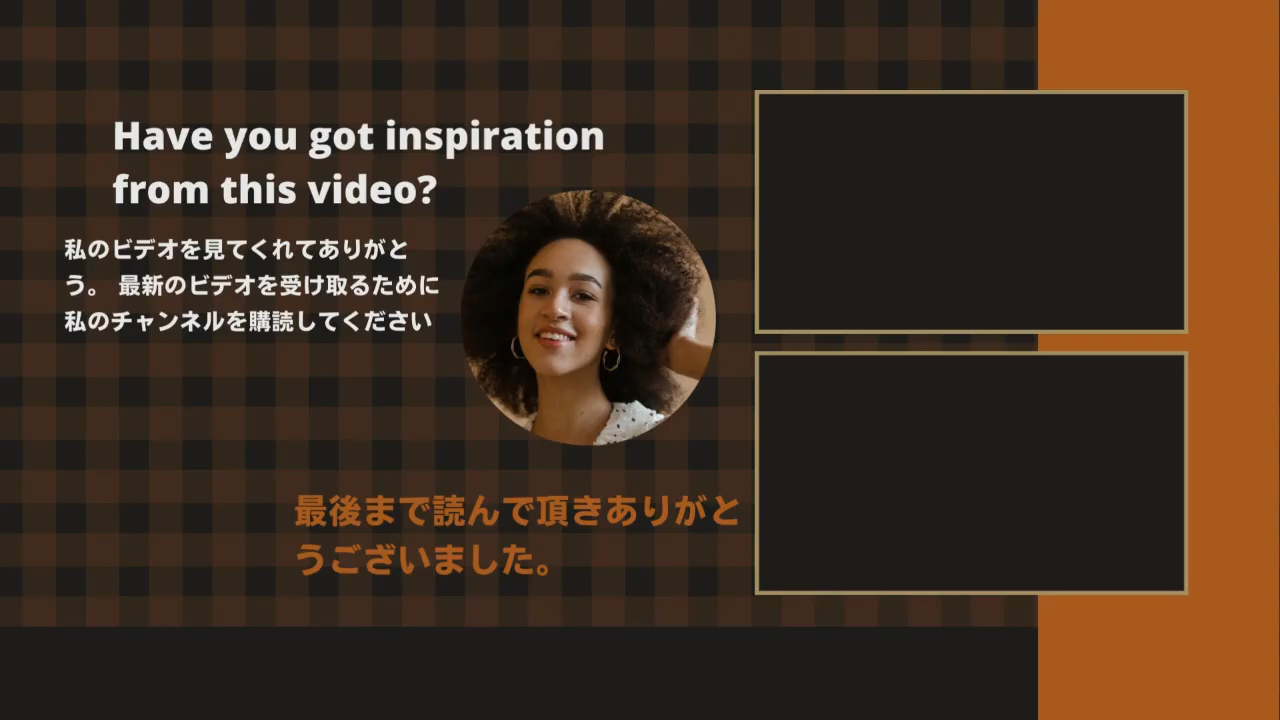 Have you got inspiration
from this video?
私のビデオを見てくれてありがと
う。 最新のビデオを受け取るために
私のチャンネルを購読してください
最後まで読んで頂きありがと
うございました。